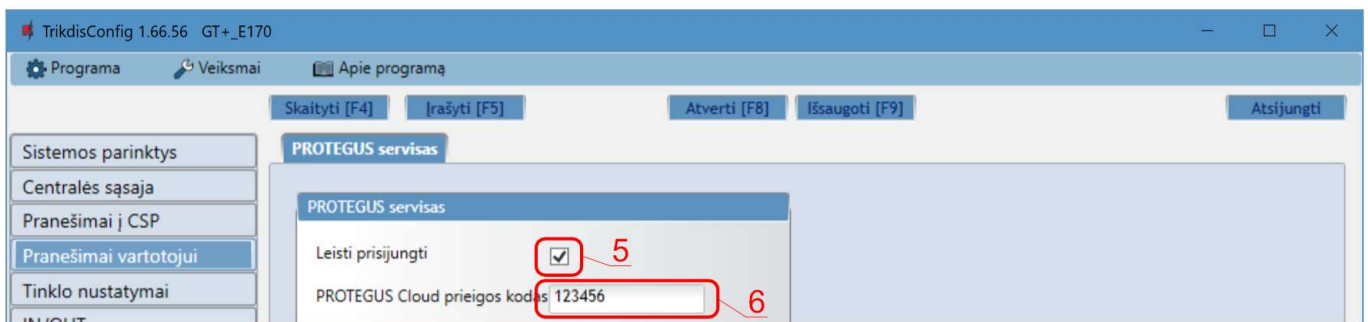 TrikdisConfig 1.66.56 GT+_E170
Programa Veiksmai Apie programą
Skaityti [F4] Įrašyti [F5] Atverti [F8] Išsaugoti [F9] Atsijungti
Sistemos parinktys
PROTEGUS servisas
Centralės sąsaja
Pranešimai į CSP
Pranešimai vartotojui
Tinklo nustatymai
IN/OUT
PROTEGUS servisas
Leisti prisijungti 5
PROTEGUS Cloud prieigos kodas 123456 6